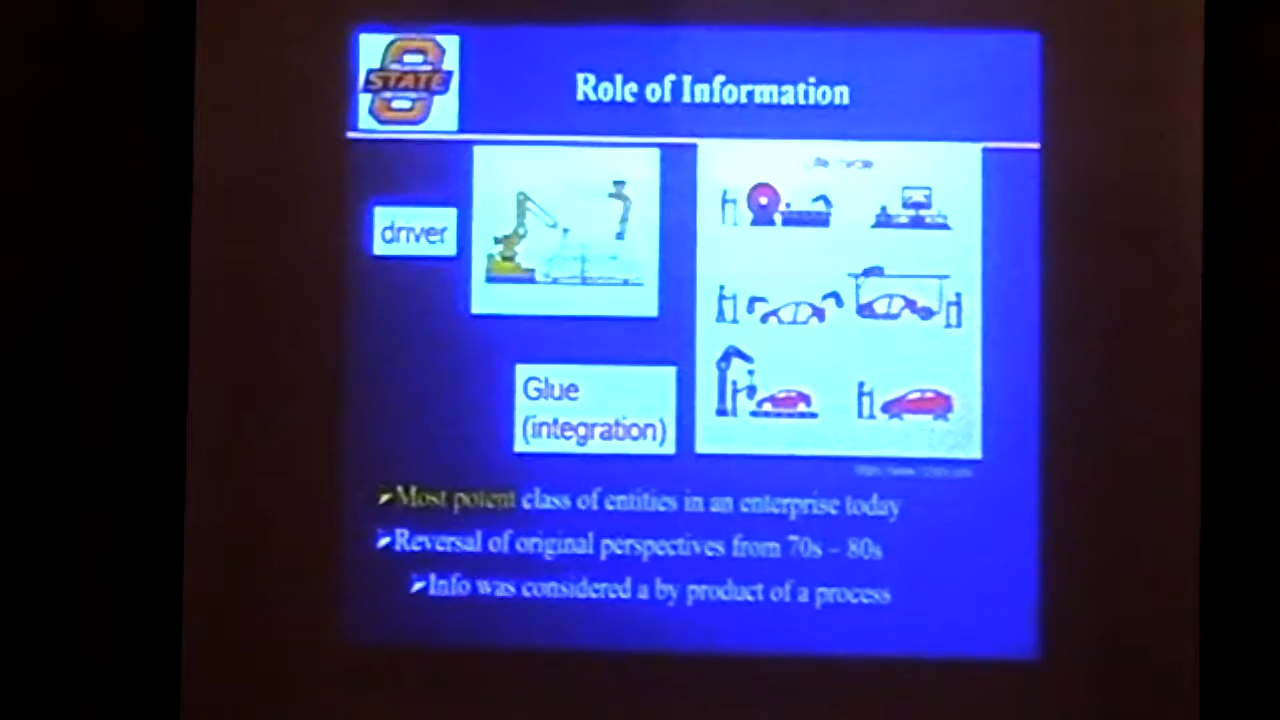 STATE
Role of Information
driver
Glue
(integration)
➤Most potent class of entities in an enterprise today
➤Reversal of original perspectives from 70s – 80s
➤Info was considered a by product of a process